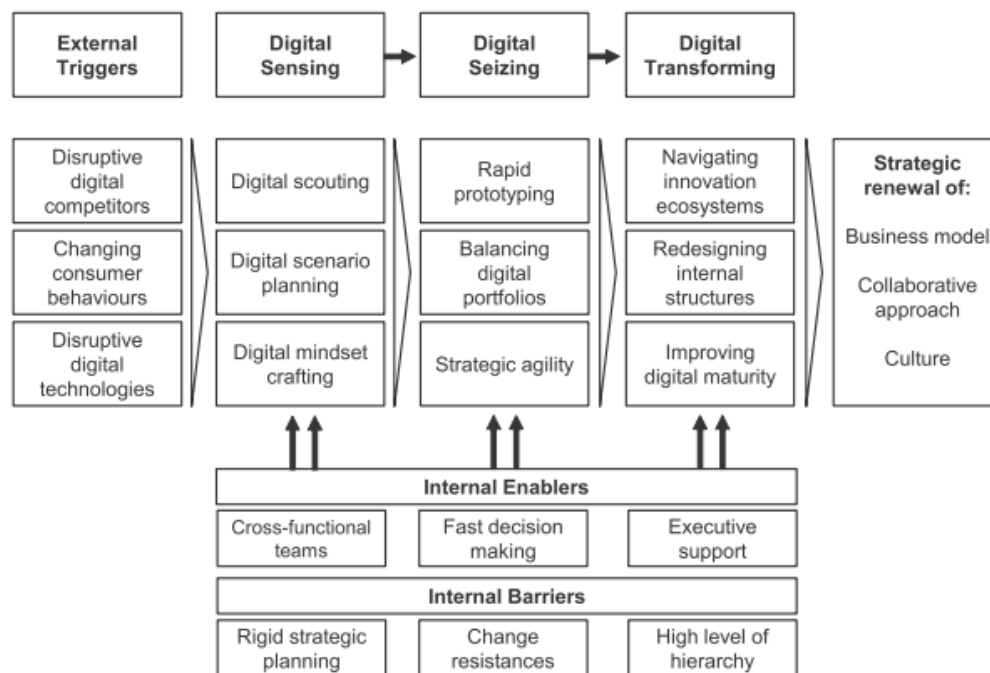 External
Triggers
Digital
Sensing
Digital
Seizing
Digital
Transforming
Disruptive
digital
competitors
Changing
consumer
behaviours
Disruptive
digital
technologies
Digital scouting
Digital scenario
planning
Digital mindset
crafting
Rapid
prototyping
Balancing
digital
portfolios
Strategic agility
Navigating
innovation
ecosystems
Redesigning
internal
structures
Improving
digital maturity
Strategic
renewal of:
Business model
Collaborative
approach
Culture
Internal Enablers
Cross-functional
teams
Fast decision
making
Executive
support
Internal Barriers
Rigid strategic
planning
Change
resistances
High level of
hierarchy